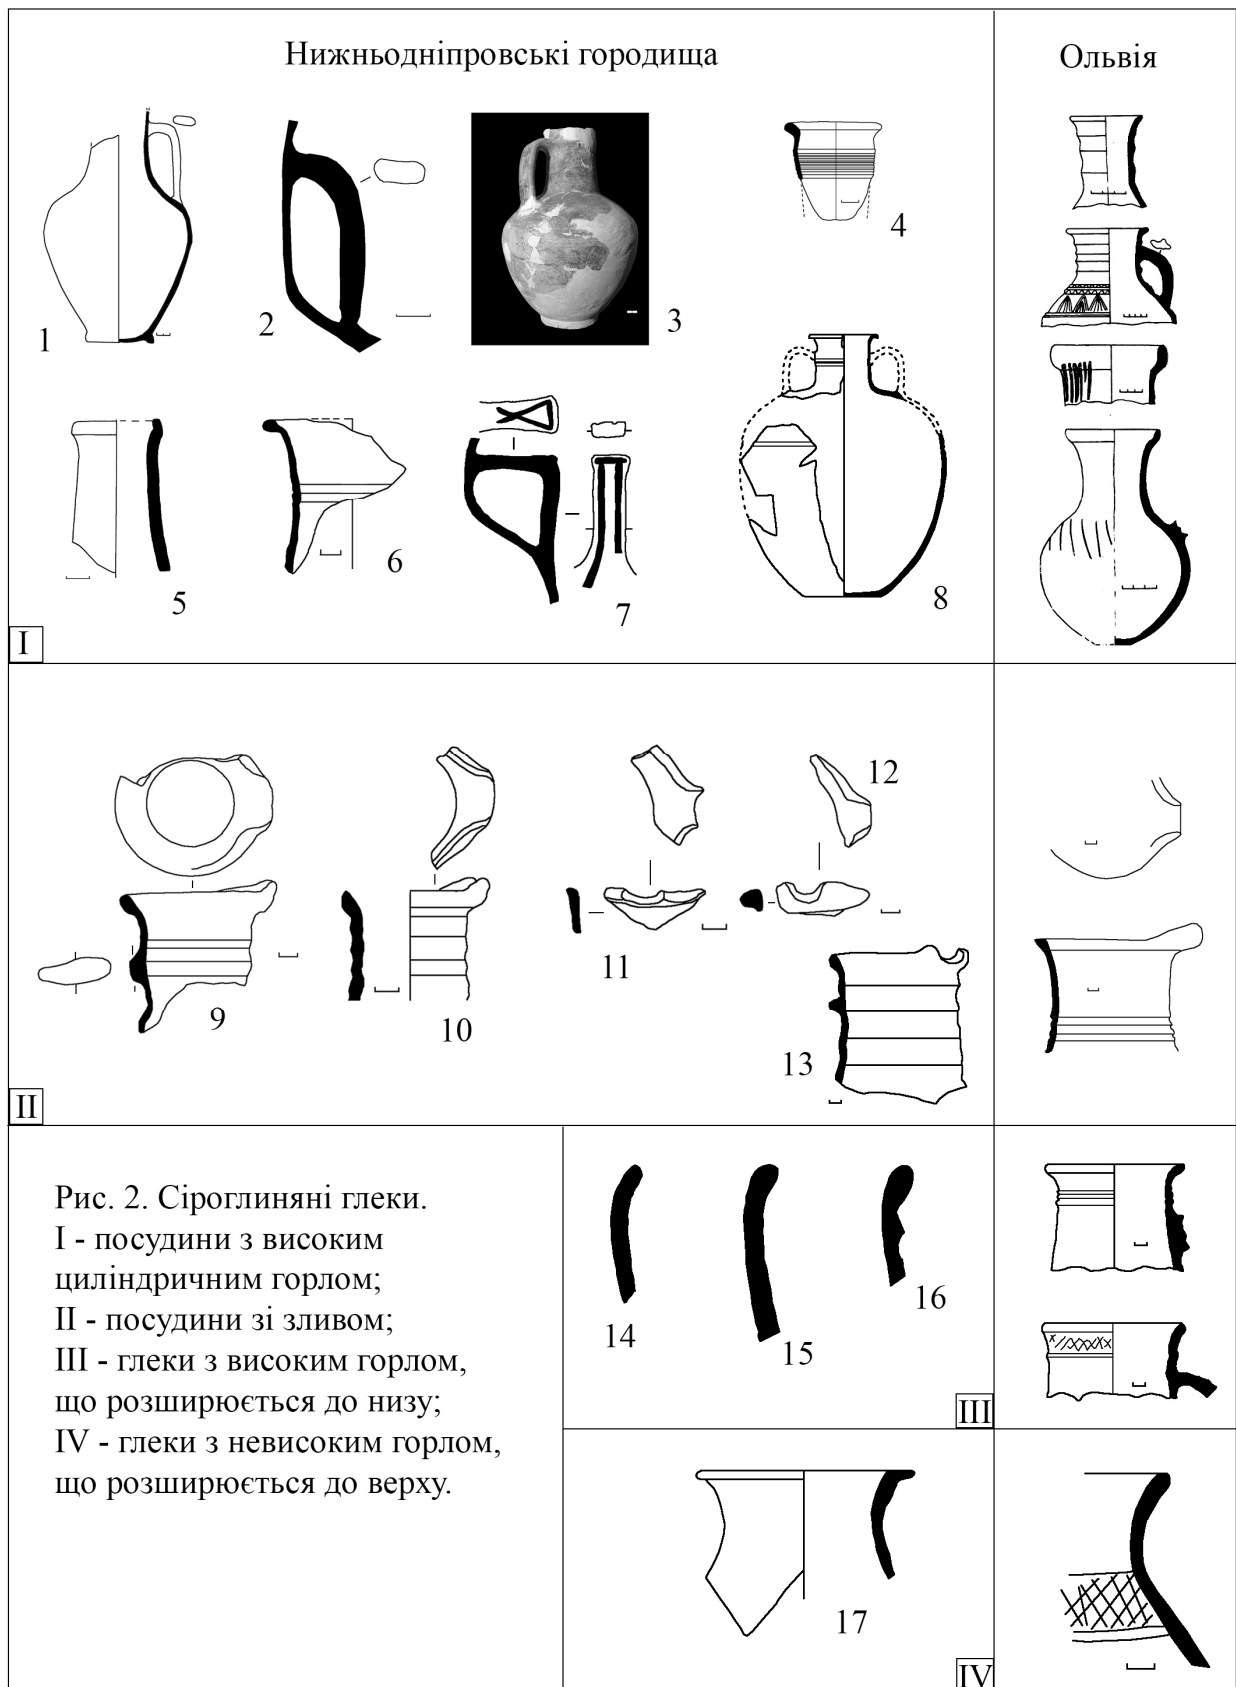 Нижньодніпровські городища
Ольвія
1
2
3
4
5
6
7
8
I
9
10
11
12
13
II
Рис. 2. Сіроглиняні глеки.
I - посудини з високим
циліндричним горлом;
II - посудини зі зливом;
III - глеки з високим горлом,
що розширюється до низу;
IV - глеки з невисоким горлом,
що розширюється до верху.
14
15
16
III
17
IV